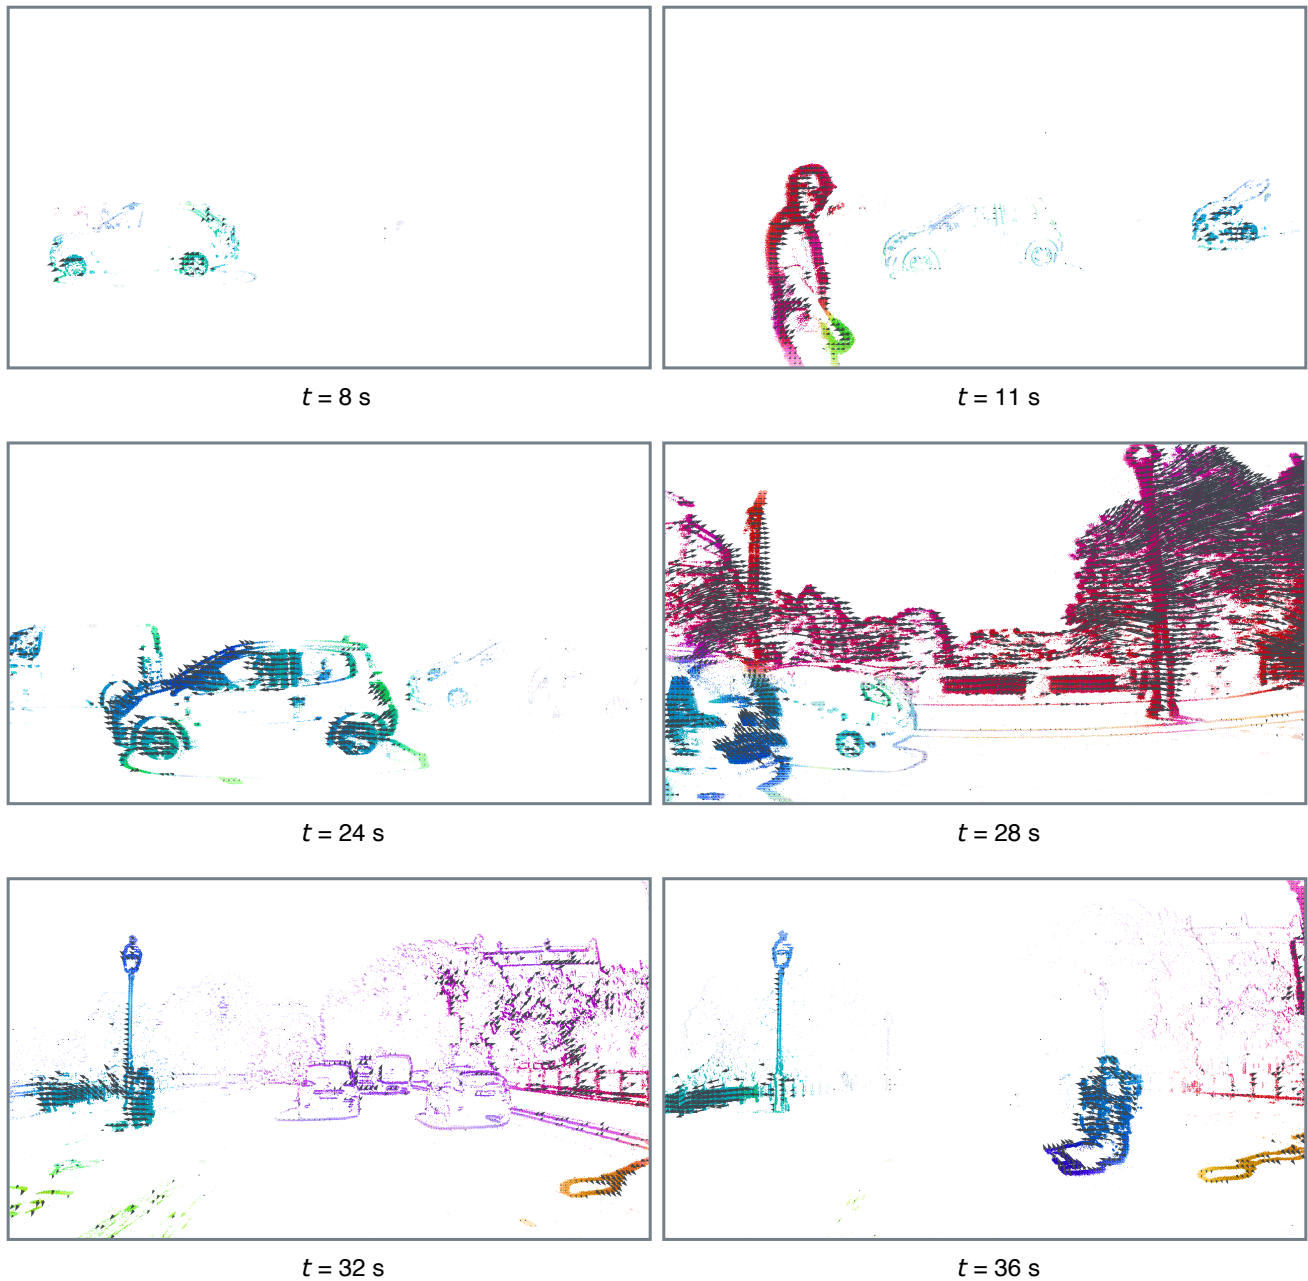 t = 8 s
t = 11 s
t = 24 s
t = 28 s
t = 32 s
t = 36 s